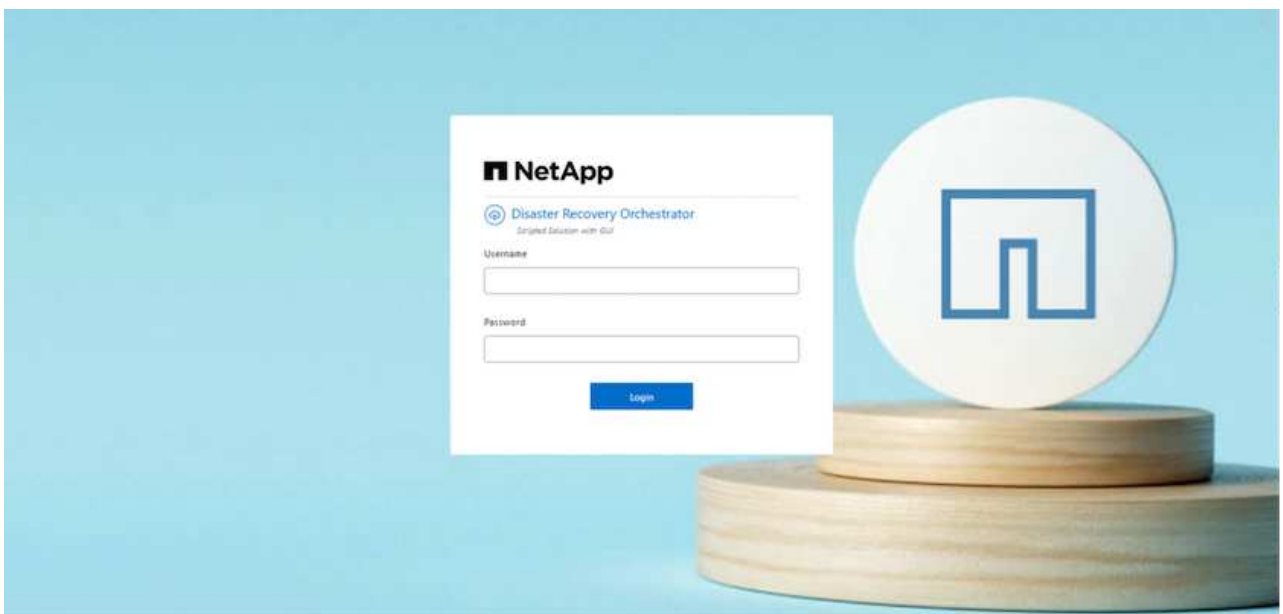 NetApp
Disaster Recovery Orchestrator
Scripted Solution with GUI
Username
Password
Login